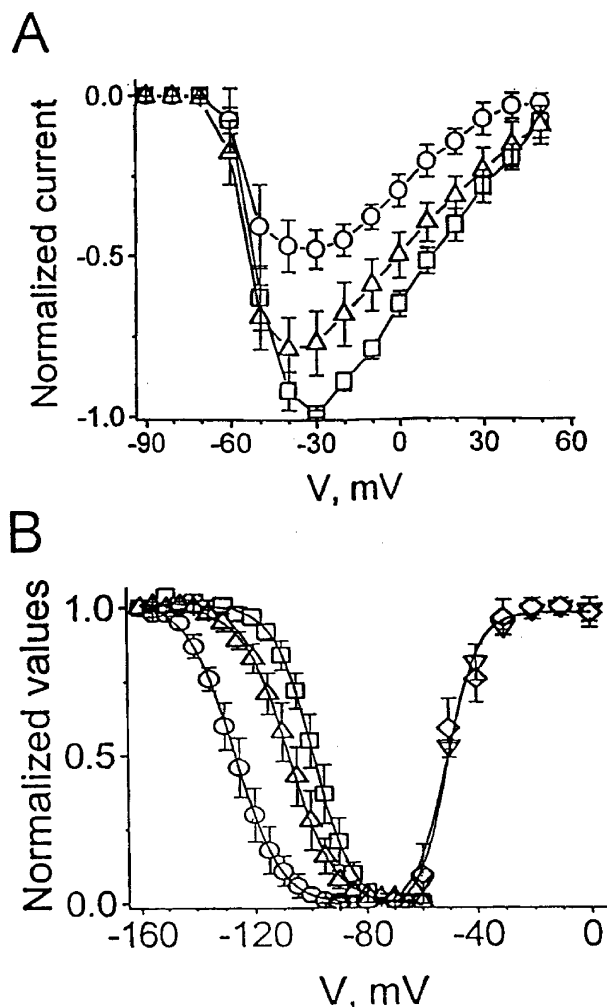 A
Normalized current
0.0
-0.5
-1.0
-90 -60 -30 0 30 60
V, mV
B
Normalized values
1.0
0.5
0.0
-160 -120 -80 -40 0
V, mV